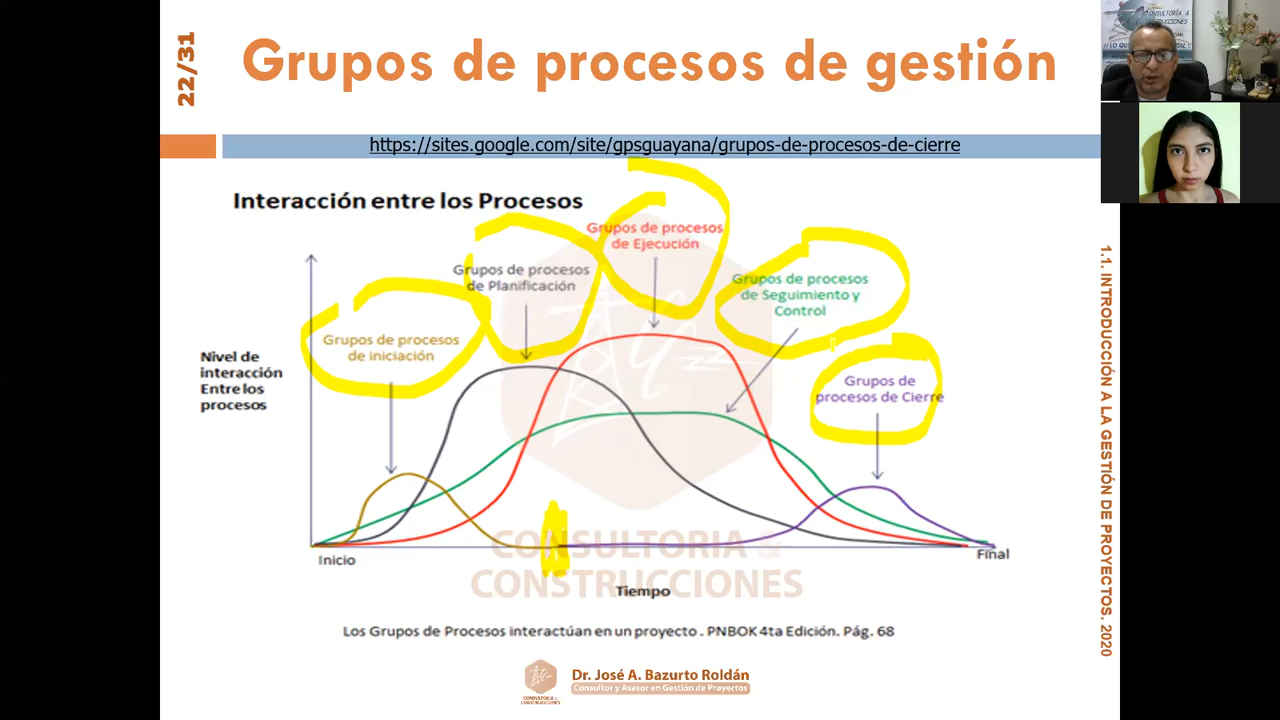 22/31
Grupos de procesos de gestión
https://sites.google.com/site/gpsguayana/grupos-de-procesos-de-cierre
Interacción entre los Procesos
Grupos de procesos
de Ejecución
Grupos de procesos
de Planificación
Grupos de procesos
de Seguimiento y
Control
Grupos de procesos
de iniciación
Grupos de
procesos de Cierre
Nivel de
interacción
Entre los
procesos
Inicio
Final
Tiempo
CONSULTORIA &
CONSTRUCCIONES
Los Grupos de Procesos interactúan en un proyecto . PNBOK 4ta Edición. Pág. 68
CONSULTORIA &
CONSTRUCCIONES
Dr. José A. Bazurto Roldán
Consultor y Asesor en Gestión de Proyectos
1.1. INTRODUCCIÓN A LA GESTIÓN DE PROYECTOS. 2020